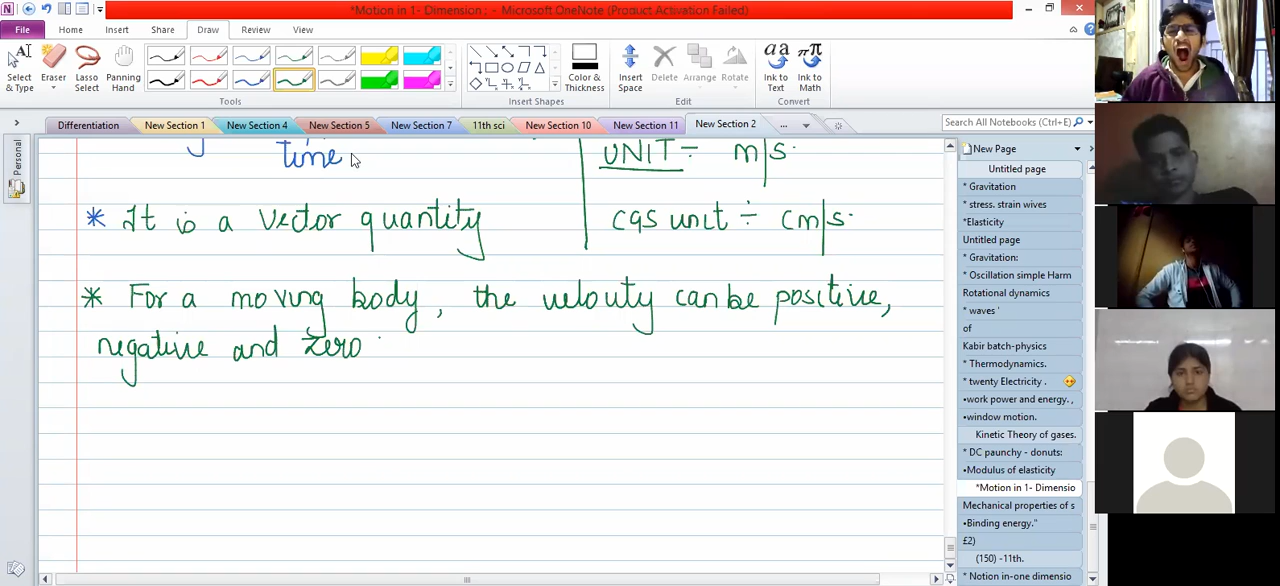 *Motion in 1- Dimension : - Microsoft OneNote (Product Activation Failed)
File Home Insert Share Draw Review View
Select & Type
Eraser
Lasso Select
Panning Hand
Color & Thickness
Insert Space
Delete
Arrange
Rotate
Ink to Text
Ink to Math
Tools
Insert Shapes
Edit
Convert
Differentiation New Section 1 New Section 4 New Section 5 New Section 7 11th sci New Section 10 New Section 11 New Section 2 ...
Search All Notebooks (Ctrl+E)
Personal
time
UNIT÷ m/s.
* It is a vector quantity
cgs unit ÷ cm/s.
* For a moving body, the velocity can be positive,
negative and zero.
New Page
Untitled page
* Gravitation
* stress. strain wives
*Elasticity
Untitled page
* Gravitation:
* Oscillation simple Harm
Rotational dynamics
* waves '
of
Kabir batch-physics
* Thermodynamics.
* twenty Electricity .
•work power and energy. ,
•window motion.
Kinetic Theory of gases.
* DC paunchy - donuts:
•Modulus of elasticity
*Motion in 1- Dimensio
Mechanical properties of s
•Binding energy."
£2)
(150) -11th.
* Notion in-one dimensio